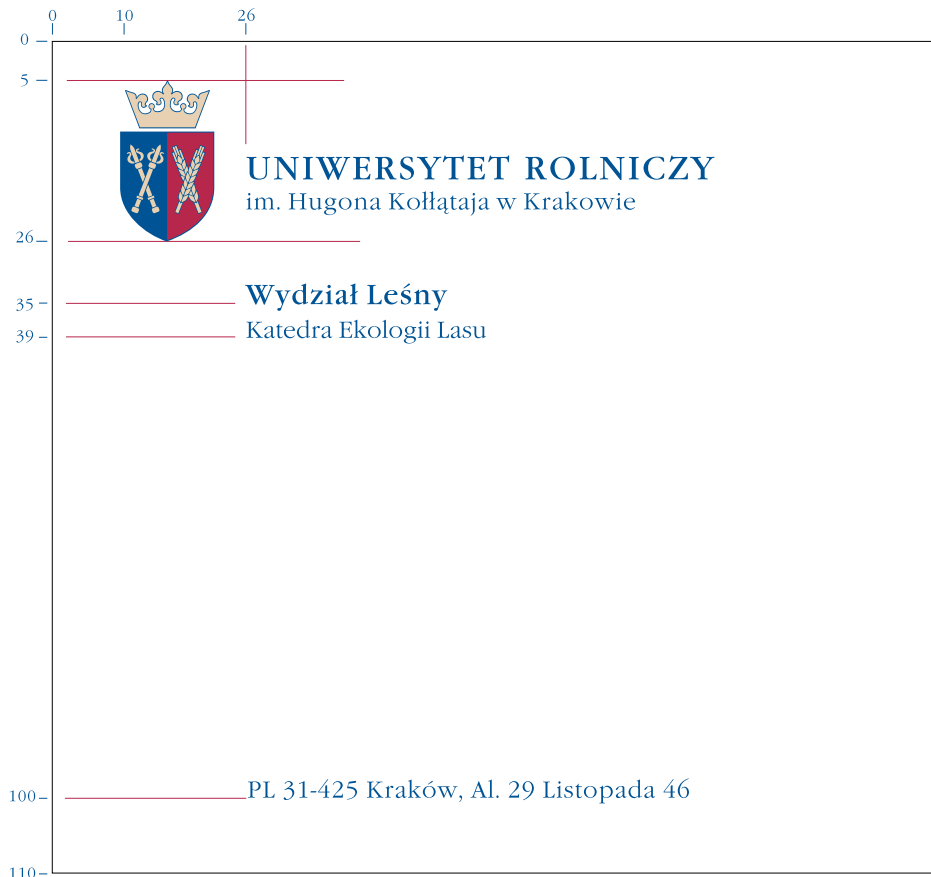 0 10 26
0
5
UNIWERSYTET ROLNICZY
im. Hugona Kołłątaja w Krakowie
26
35 Wydział Leśny
39 Katedra Ekologii Lasu
100 PL 31-425 Kraków, Al. 29 Listopada 46
110